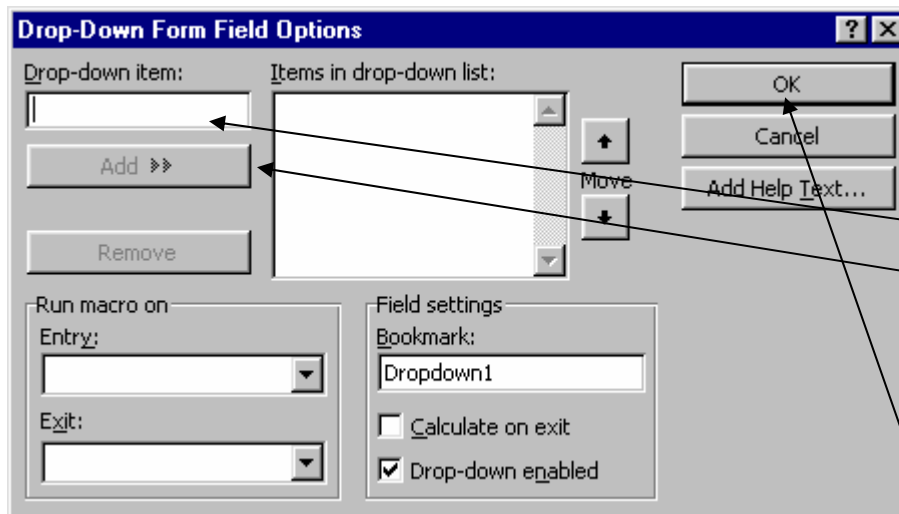 Drop-Down Form Field Options
Drop-down item:
Items in drop-down list:
OK
Add
Cancel
Move
Add Help Text...
Remove
Run macro on
Entry:
Exit:
Field settings
Bookmark:
Dropdown1
Calculate on exit
Drop-down enabled